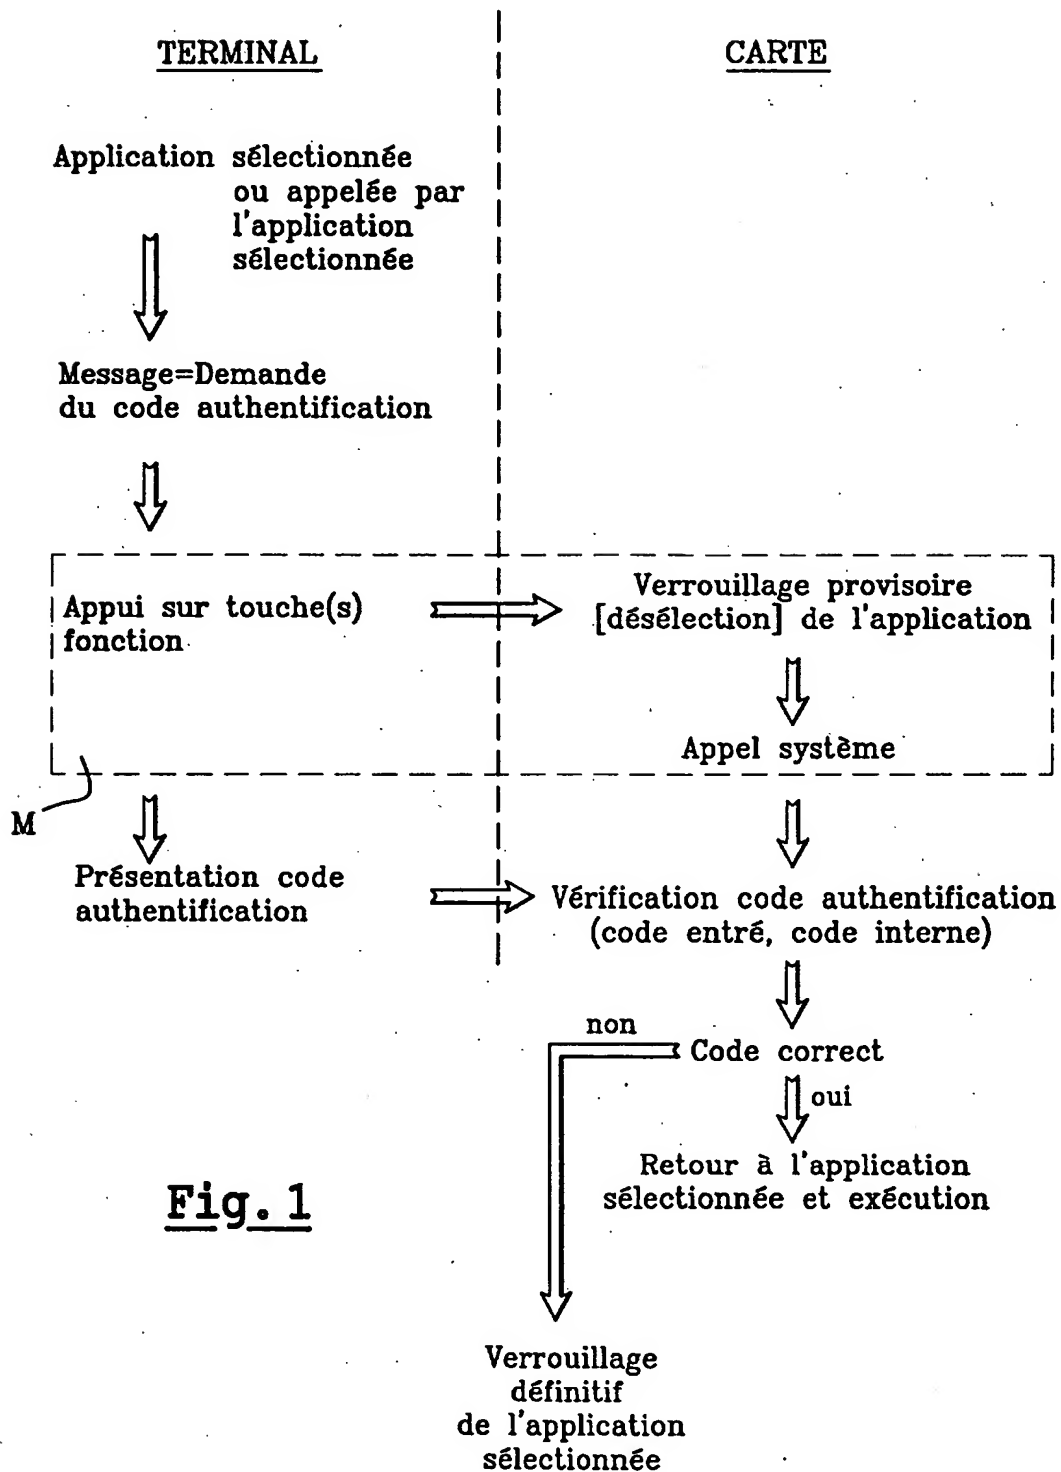 TERMINAL
CARTE
Application sélectionnée
ou appelée par
l'application
sélectionnée
Message=Demande
du code authentification
Appui sur touche(s)
fonction
Verrouillage provisoire
[désélection] de l'application
Appel système
M
Présentation code
authentification
Vérification code authentification
(code entré, code interne)
non
Code correct
oui
Retour à l'application
sélectionnée et exécution
Fig. 1
Verrouillage
définitif
de l'application
sélectionnée